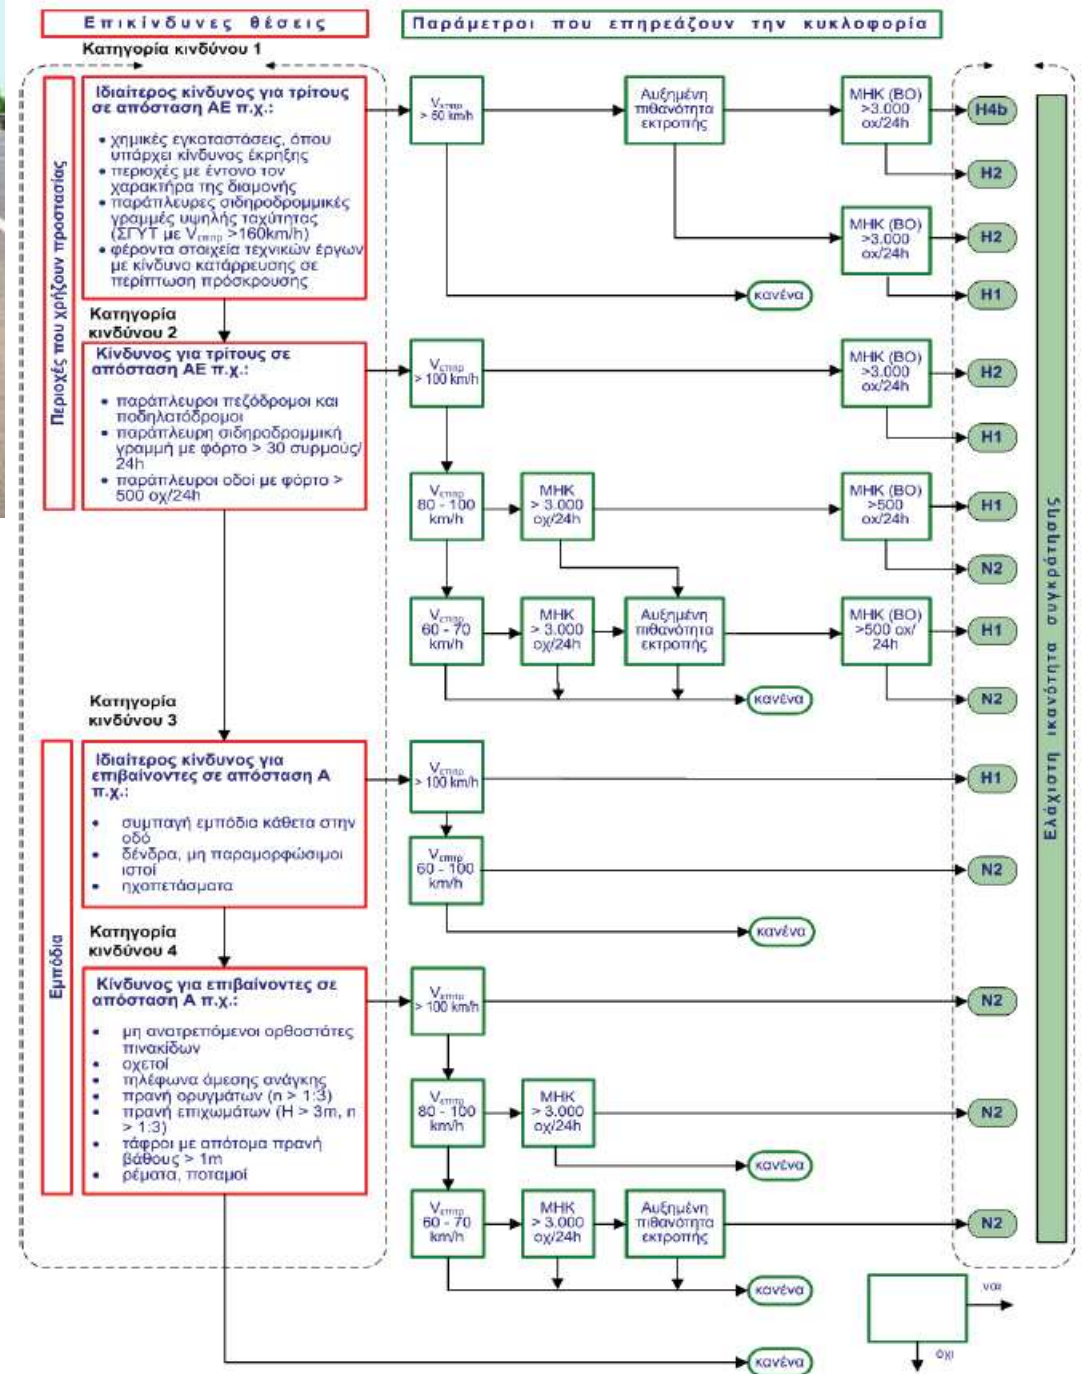 Επικίνδυνες θέσεις
Παράμετροι που επηρεάζουν την κυκλοφορία
Κατηγορία κινδύνου 1
Περιοχές που χρήζουν προστασίας
Ιδιαίτερος κίνδυνος για τρίτους
σε απόσταση ΑΕ π.χ.:
• χημικές εγκαταστάσεις, όπου
υπάρχει κίνδυνος έκρηξης
• περιοχές με έντονο τον
χαρακτήρα της διαμονής
• παράπλευρες σιδηροδρομμικές
γραμμές υψηλής ταχύτητας
(ΣΓΥΤ με Vεπιτρ >160km/h)
• φέροντα στοιχεία τεχνικών έργων
με κίνδυνο κατάρρευσης σε
περίπτωση πρόσκρουσης
Vεπιτρ
> 50 km/h
Αυξημένη
πιθανότητα
εκτροπής
ΜΗΚ (ΒΟ)
>3.000
οχ/24h
H4b
H2
ΜΗΚ (ΒΟ)
>3.000
οχ/24h
H2
κανένα
H1
Κατηγορία
κινδύνου 2
Κίνδυνος για τρίτους σε
απόσταση ΑΕ π.χ.:
• παράπλευροι πεζόδρομοι και
ποδηλατόδρομοι
• παράπλευρη σιδηροδρομμική
γραμμή με φόρτο > 30 συρμούς/
24h
• παράπλευροι οδοί με φόρτο >
500 οχ/24h
Vεπιτρ
> 100 km/h
ΜΗΚ (ΒΟ)
>3.000
οχ/24h
H2
H1
Vεπιτρ
80 - 100
km/h
ΜΗΚ
> 3.000
οχ/24h
ΜΗΚ (ΒΟ)
>500
οχ/24h
H1
N2
Vεπιτρ
60 - 70
km/h
ΜΗΚ
> 3.000
οχ/24h
Αυξημένη
πιθανότητα
εκτροπής
ΜΗΚ (ΒΟ)
>500 οχ/
24h
H1
κανένα
N2
Ελάχιστη ικανότητα συγκράτησης
Κατηγορία
κινδύνου 3
Εμπόδια
Ιδιαίτερος κίνδυνος για
επιβαίνοντες σε απόσταση Α
π.χ.:
• συμπαγή εμπόδια κάθετα στην
οδό
• δένδρα, μη παραμορφώσιμοι
ιστοί
• ηχοπετάσματα
Vεπιτρ
> 100 km/h
H1
Vεπιτρ
60 - 100
km/h
N2
κανένα
Κατηγορία
κινδύνου 4
Κίνδυνος για επιβαίνοντες σε
απόσταση Α π.χ.:
• μη ανατρεπόμενοι ορθοστάτες
πινακίδων
• οχετοί
• τηλέφωνα άμεσης ανάγκης
• πρανή ορυγμάτων (n > 1:3)
• πρανή επιχωμάτων (H > 3m, n
> 1:3)
• τάφροι με απότομα πρανή
βάθους > 1m
• ρέματα, ποταμοί
Vεπιτρ
> 100 km/h
N2
Vεπιτρ
80 - 100
km/h
ΜΗΚ
> 3.000
οχ/24h
N2
κανένα
Vεπιτρ
60 - 70
km/h
ΜΗΚ
> 3.000
οχ/24h
Αυξημένη
πιθανότητα
εκτροπής
N2
κανένα
ναι
όχι
κανένα